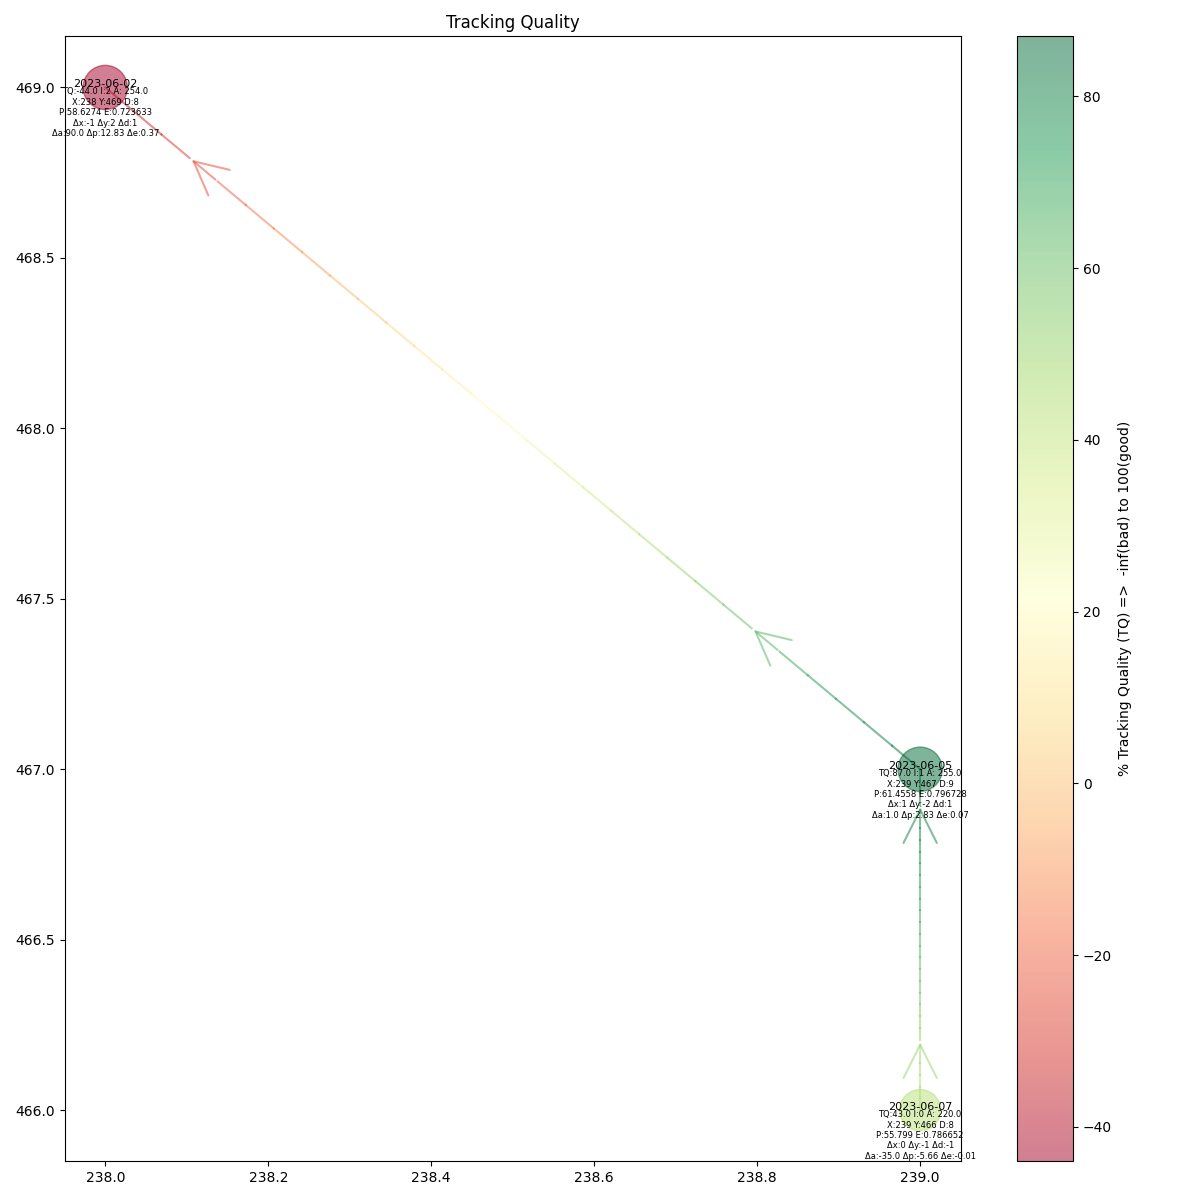 Tracking Quality
469.0
468.5
468.0
467.5
467.0
466.5
466.0
2023-06-02
TQ:-44.0 I:2 A: 254.0
X:238 Y:469 D:8
P:58.6274 E:0.723633
Δx:-1 Δy:2 Δd:1
Δa:90.0 Δp:12.83 Δe:0.37
2023-06-05
TQ:87.0 I:1 A: 255.0
X:239 Y:467 D:9
P:61.4558 E:0.796728
Δx:1 Δy:-2 Δd:1
Δa:1.0 Δp:2.83 Δe:0.07
2023-06-07
TQ:43.0 I:0 A: 220.0
X:239 Y:466 D:8
P:55.799 E:0.786652
Δx:0 Δy:-1 Δd:-1
Δa:-35.0 Δp:-5.66 Δe:-0.01
238.0 238.2 238.4 238.6 238.8 239.0
80
60
40
20
0
−20
−40
% Tracking Quality (TQ) => -inf(bad) to 100(good)